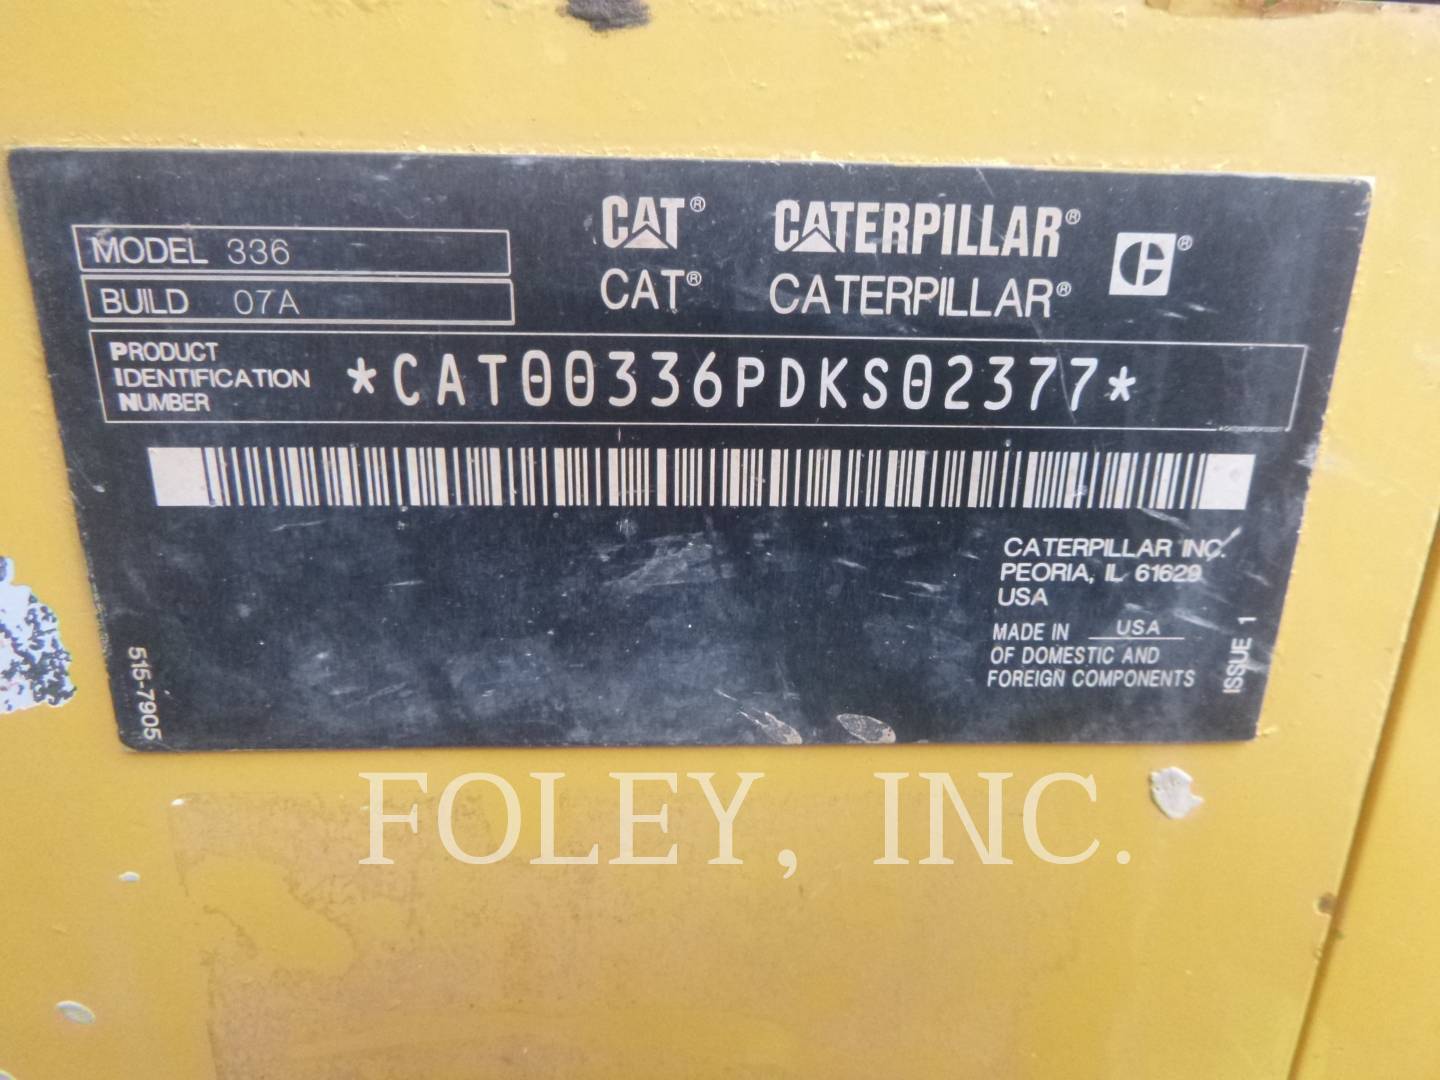 CAT® CATERPILLAR®
CAT® CATERPILLAR®
MODEL 336
BUILD 07A
PRODUCT
IDENTIFICATION
NUMBER
*CAT00336PDKS02377*
CATERPILLAR INC.
PEORIA, IL 61629
USA
MADE IN USA
OF DOMESTIC AND
FOREIGN COMPONENTS
ISSUE 1
515-7905
FOLEY, INC.